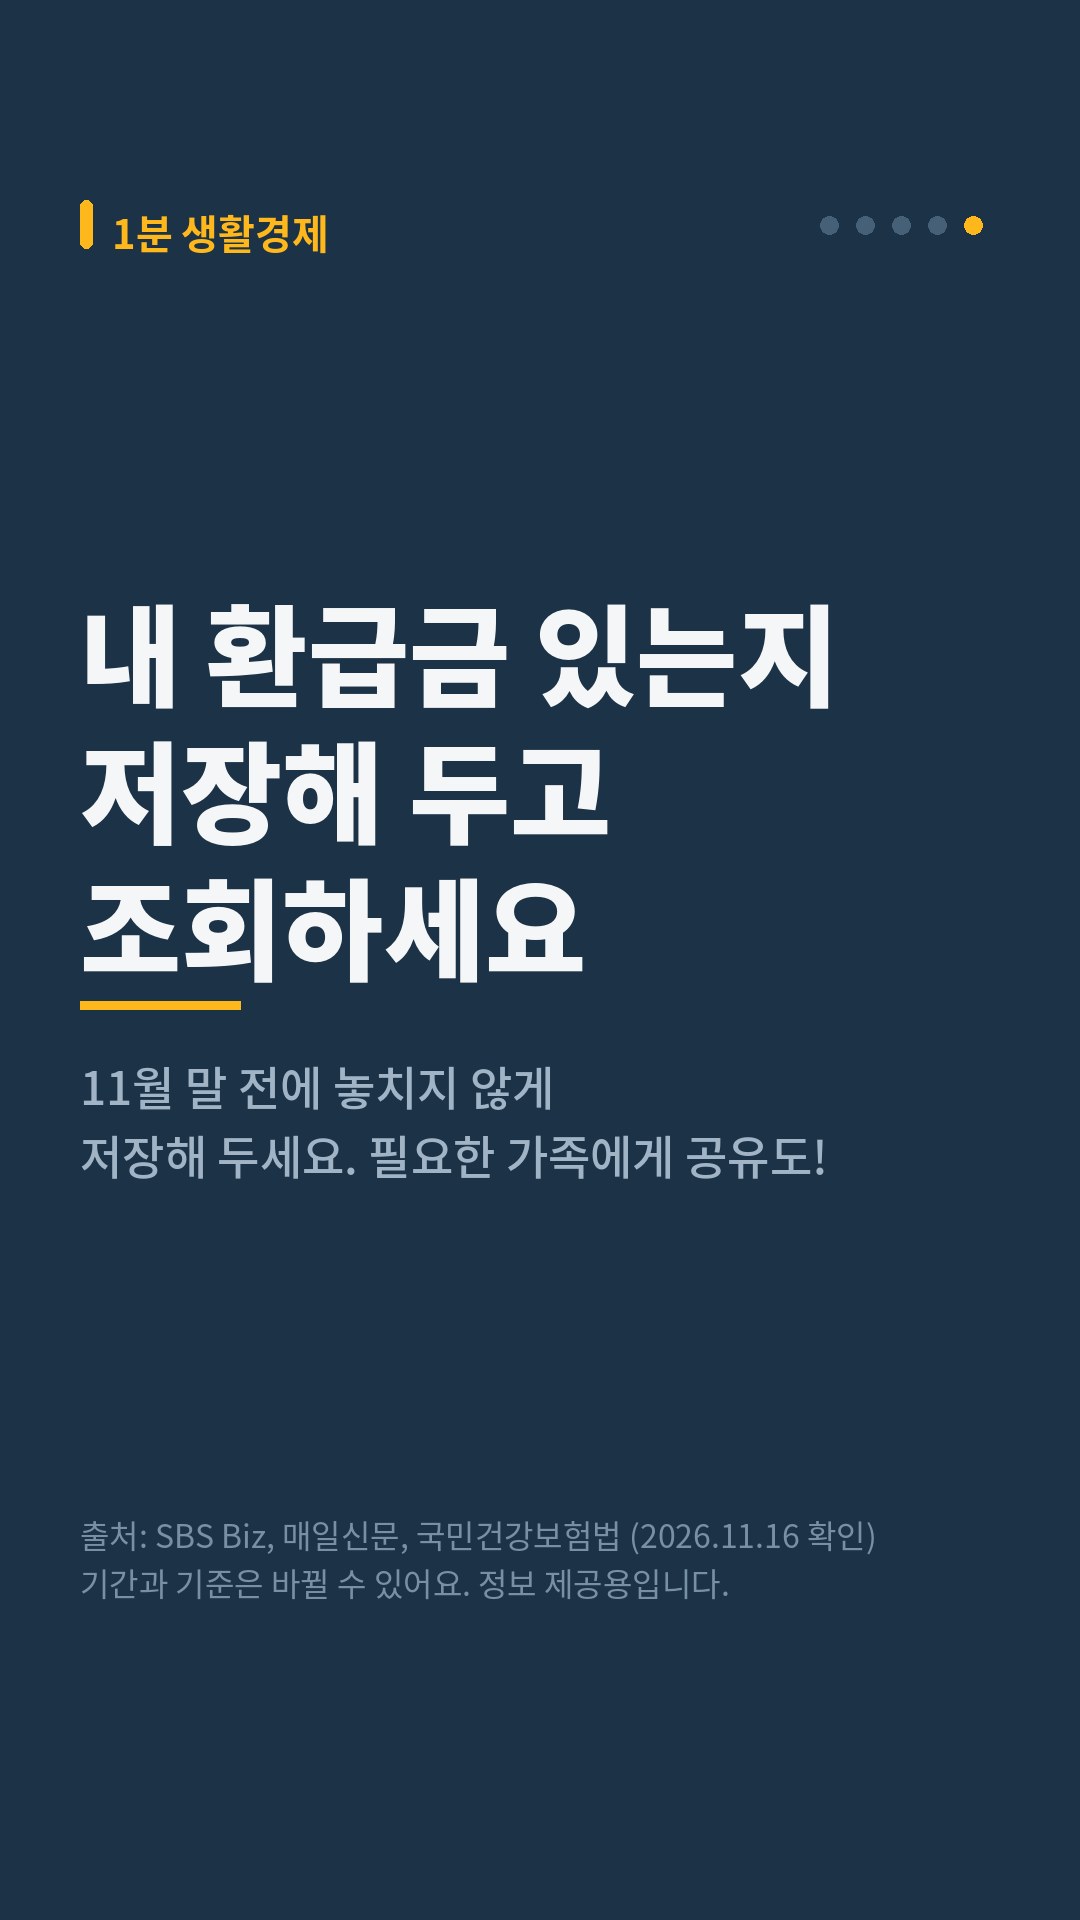 1분 생활경제
내 환급금 있는지
저장해 두고
조회하세요
11월 말 전에 놓치지 않게
저장해 두세요. 필요한 가족에게 공유도!
출처: SBS Biz, 매일신문, 국민건강보험법 (2026.11.16 확인)
기간과 기준은 바뀔 수 있어요. 정보 제공용입니다.